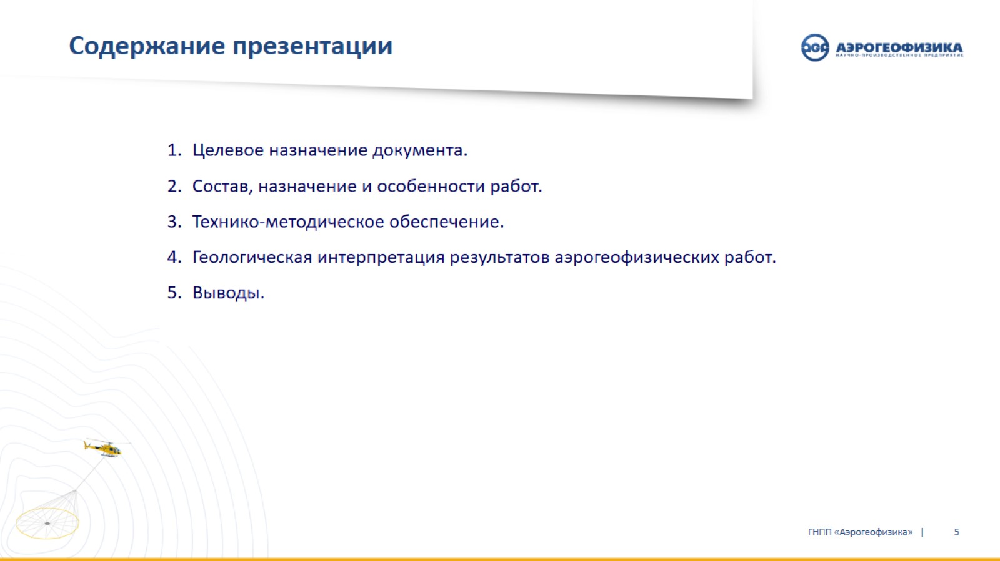 Содержание презентации
AGP АЭРОГЕОФИЗИКА
НАУЧНО-ПРОИЗВОДСТВЕННОЕ ПРЕДПРИЯТИЕ
1. Целевое назначение документа.
2. Состав, назначение и особенности работ.
3. Технико-методическое обеспечение.
4. Геологическая интерпретация результатов аэрогеофизических работ.
5. Выводы.
ГНПП «Аэрогеофизика» | 5